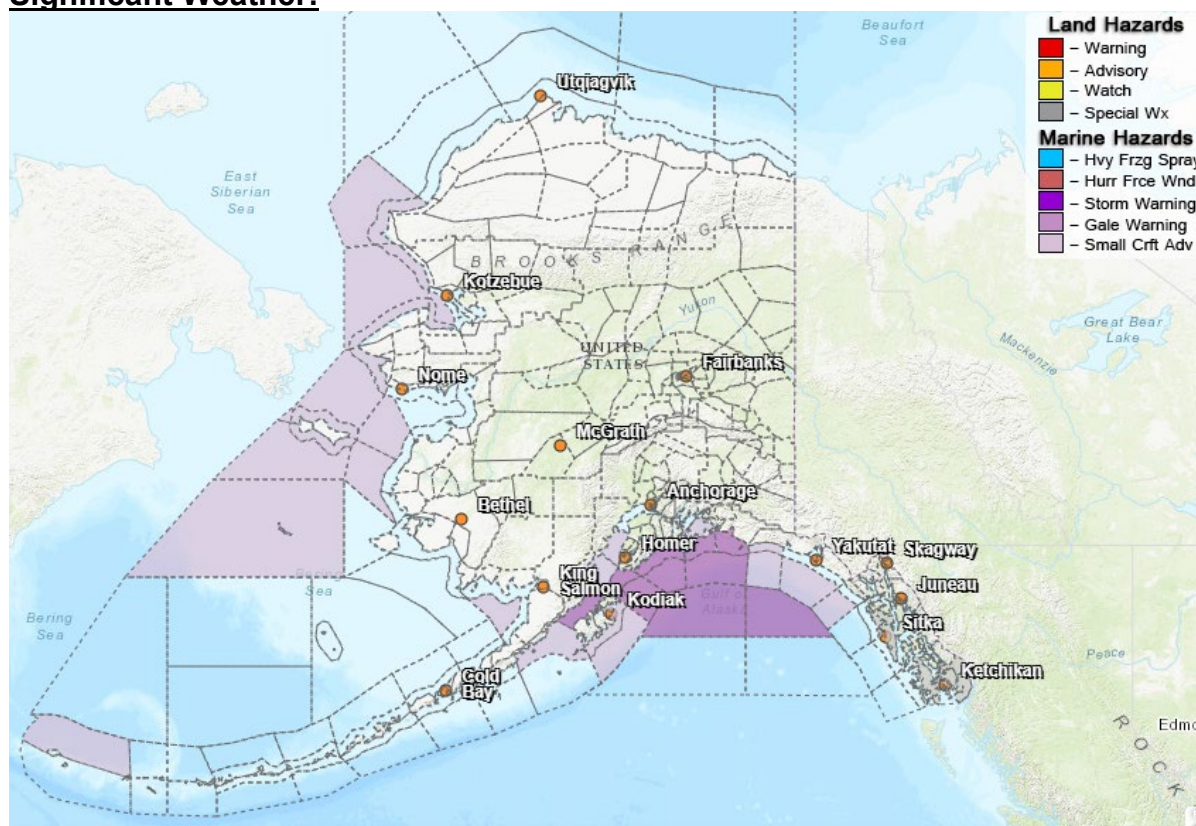 Significant Weather:
Beaufort
Sea
Land Hazards
– Warning
– Advisory
– Watch
– Special Wx
Marine Hazards
– Hvy Frzg Spray
– Hurr Frce Wnd
– Storm Warning
– Gale Warning
– Small Crft Adv
Utqiagvik
East
Siberian
Sea
BROOKS RANGE
Kotzebue
Yukon
Great Bear
Lake
Mackenzie
UNITED
STATES
Fairbanks
Nome
McGrath
Bethel
Anchorage
Homer
Yakutat
Skagway
King
Salmon
Juneau
Bering
Sea
Kodiak
Gulf of
Alaska
Sitka
Bering
Sea
Peace
Ketchikan
Cold
Bay
Edmo
ROCK